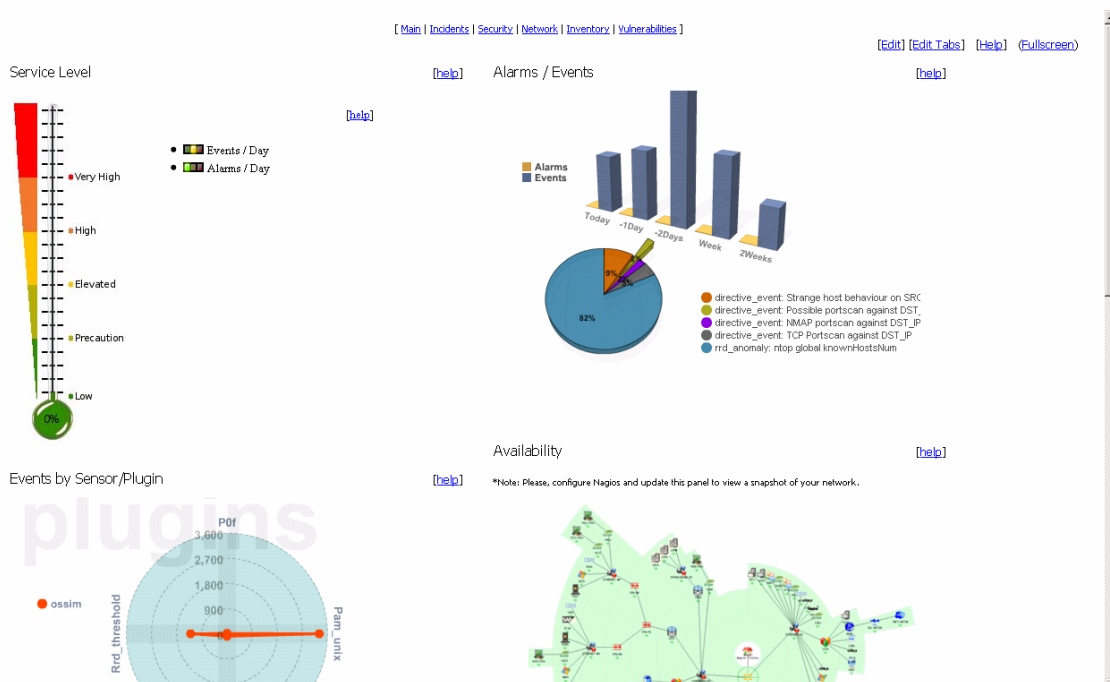 [ Main | Incidents | Security | Network | Inventory | Vulnerabilities ]
[Edit] [Edit Tabs] [Help] (Fullscreen)
Service Level [help]
[help]
Events / Day
Alarms / Day
Very High
High
Elevated
Precaution
Low
0%
Alarms / Events [help]
Alarms
Events
Today
-1Day
-2Days
Week
2Weeks
9%
82%
directive_event: Strange host behaviour on SRC
directive_event: Possible portscan against DST_
directive_event: NMAP portscan against DST_IP
directive_event: TCP Portscan against DST_IP
rrd_anomaly: ntop global knownHostsNum
Events by Sensor/Plugin [help]
plugins
P0f
3,600
2,700
1,800
900
0
ossim
Rrd_threshold
Pam_unix
Availability [help]
*Note: Please, configure Nagios and update this panel to view a snapshot of your network.